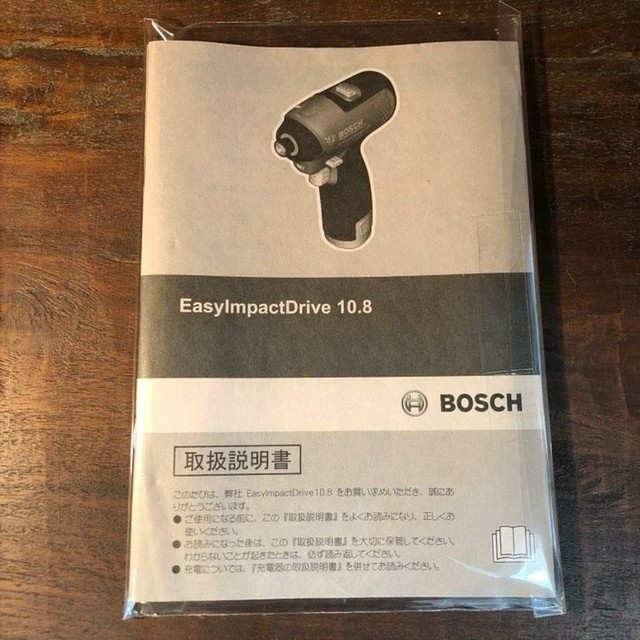 BOSCH
EasyImpactDrive 10.8
BOSCH
取扱説明書
このたびは、弊社 EasyImpactDrive10.8 をお買い求めいただき、誠にあ
りがとうございます。
● ご使用になる前に、この『取扱説明書』をよくお読みになり、正しくお
使いください。
● お読みになった後は、この『取扱説明書』を大切に保管してください。
わからないことが起きたときは、必ず読み返してください。
● 充電については、『充電器の取扱説明書』を併せてお読みください。